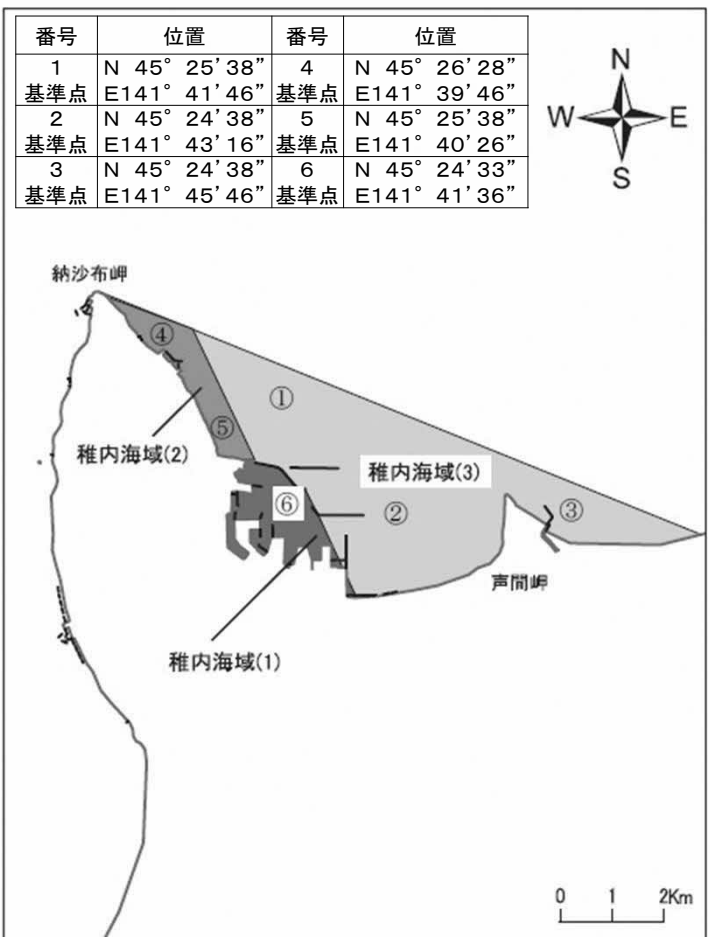 番号 位置 番号 位置
1 N 45° 25’38” 4 N 45° 26’28”
基準点 E141° 41’46” 基準点 E141° 39’46”
2 N 45° 24’38” 5 N 45° 25’38”
基準点 E141° 43’16” 基準点 E141° 40’26”
3 N 45° 24’38” 6 N 45° 24’33”
基準点 E141° 45’46” 基準点 E141° 41’36”
N
W E
S
納沙布岬
④
①
⑤
稚内海域(2)
稚内海域(3)
⑥
②
③
声問岬
稚内海域(1)
0 1 2Km